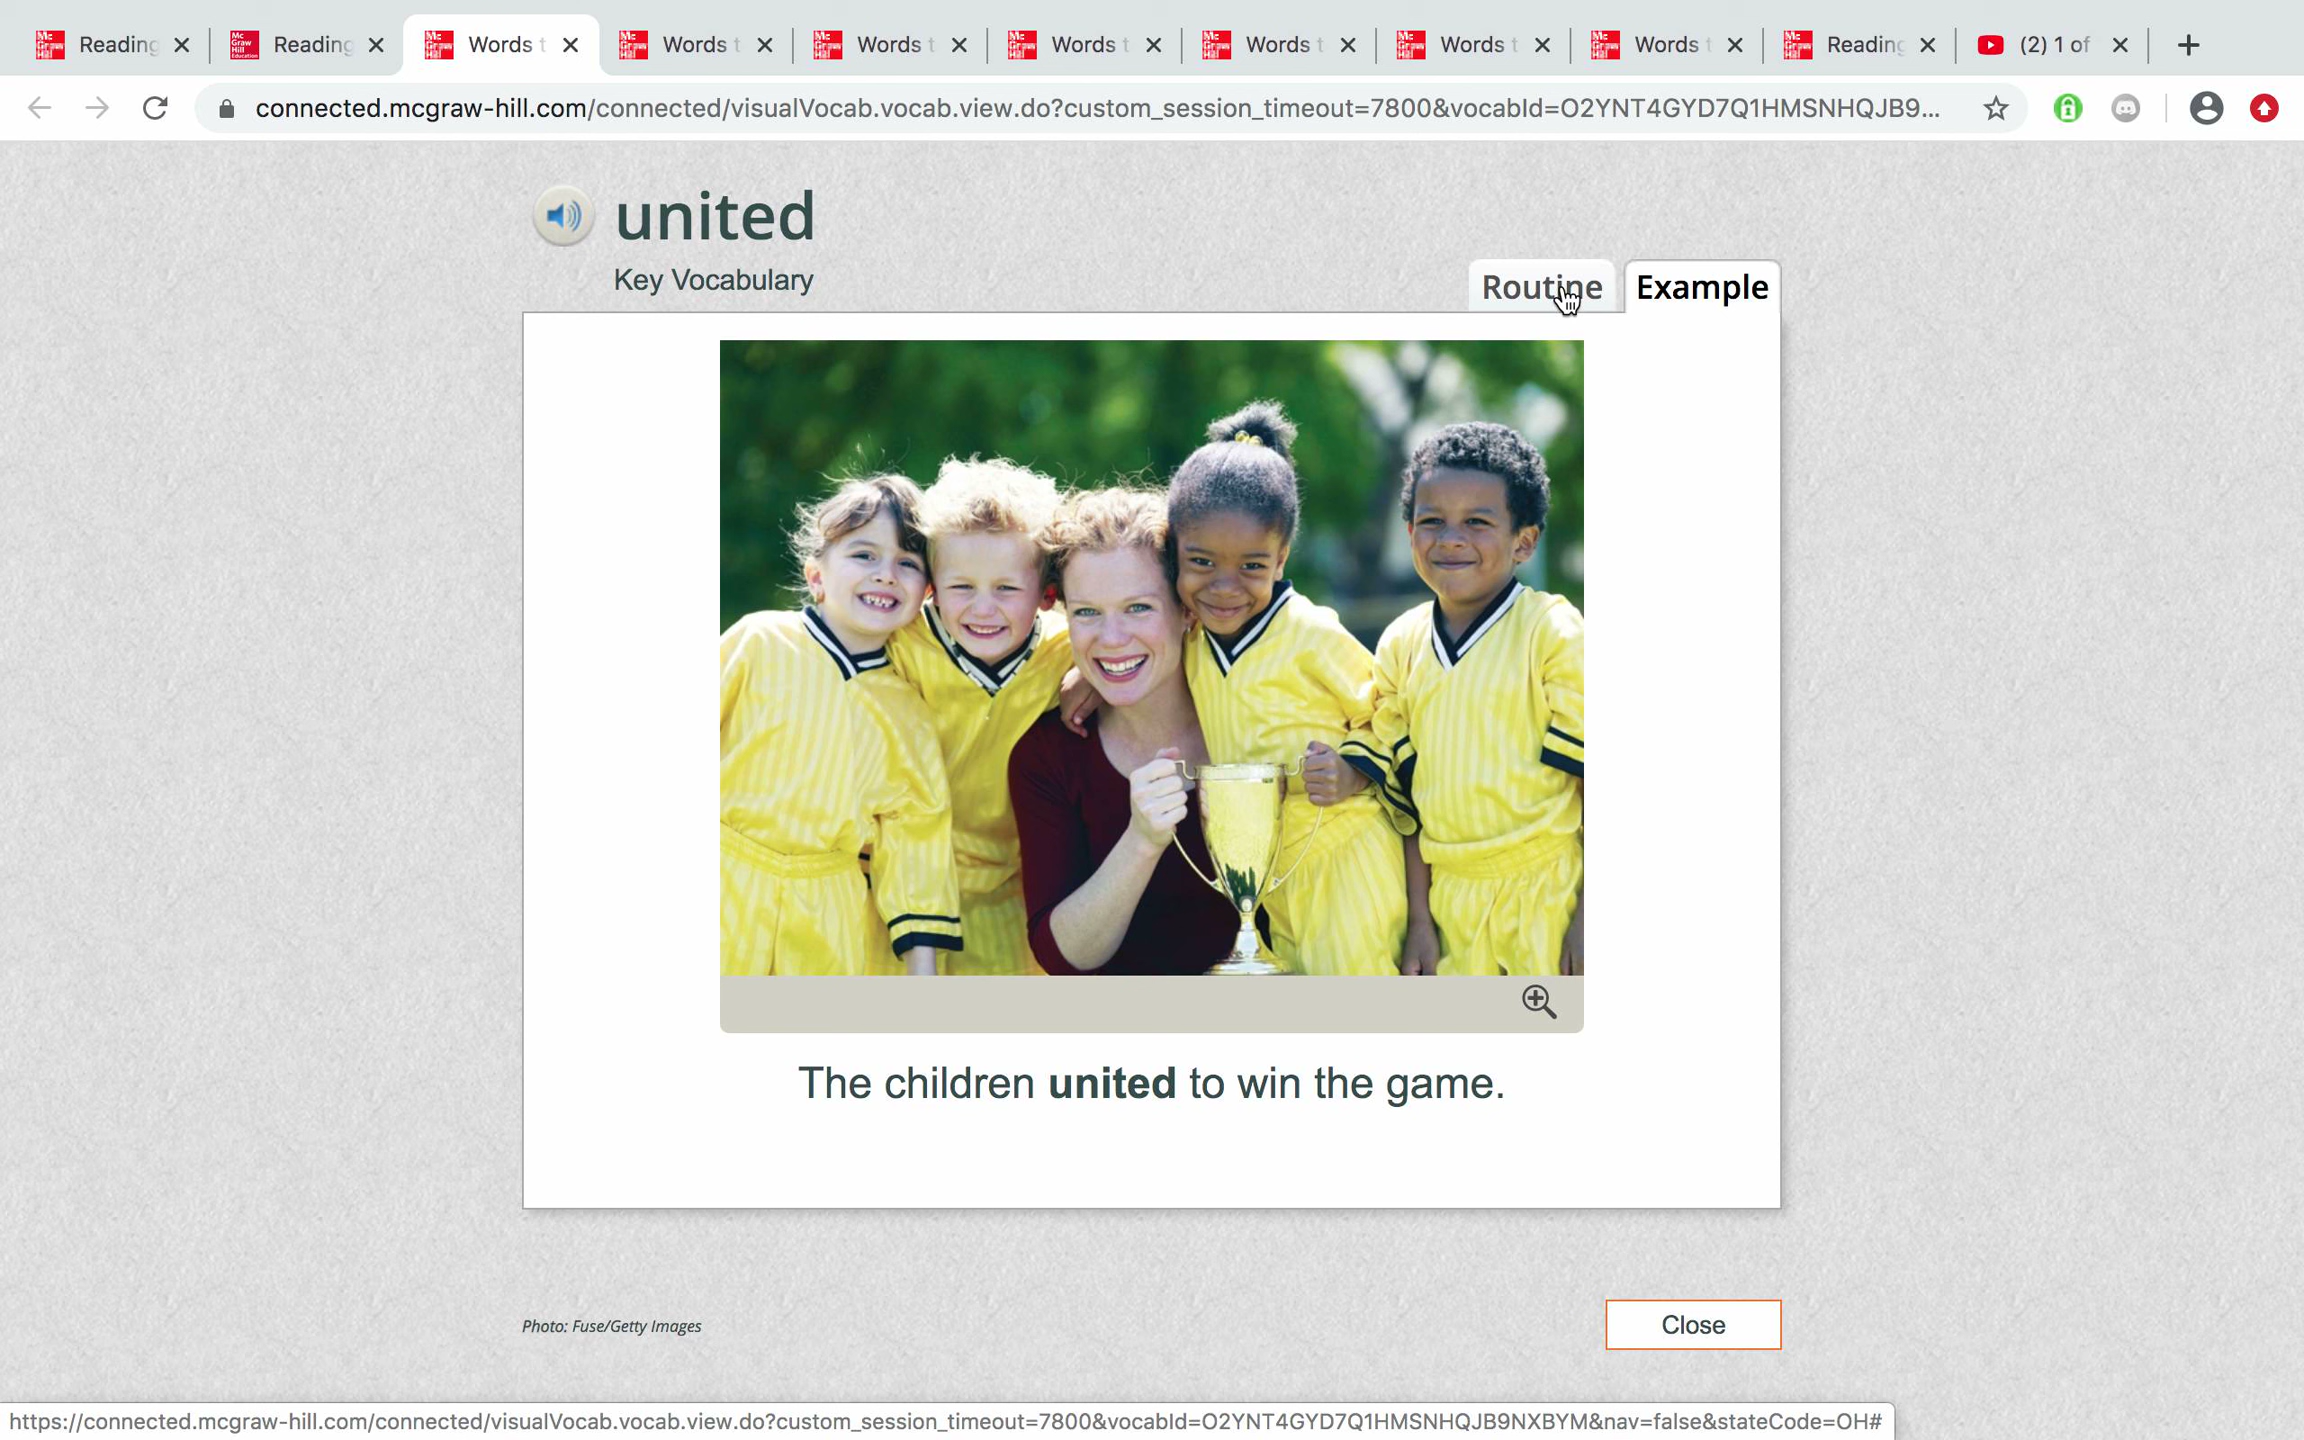 Reading
Reading
Words t
Words t
Words t
Words t
Words t
Words t
Words t
Reading
(2) 1 of
connected.mcgraw-hill.com/connected/visualVocab.vocab.view.do?custom_session_timeout=7800&vocabId=O2YNT4GYD7Q1HMSNHQJB9...
united
Key Vocabulary
Routine
Example
The children united to win the game.
Photo: Fuse/Getty Images
Close
https://connected.mcgraw-hill.com/connected/visualVocab.vocab.view.do?custom_session_timeout=7800&vocabId=O2YNT4GYD7Q1HMSNHQJB9NXBYM&nav=false&stateCode=OH#